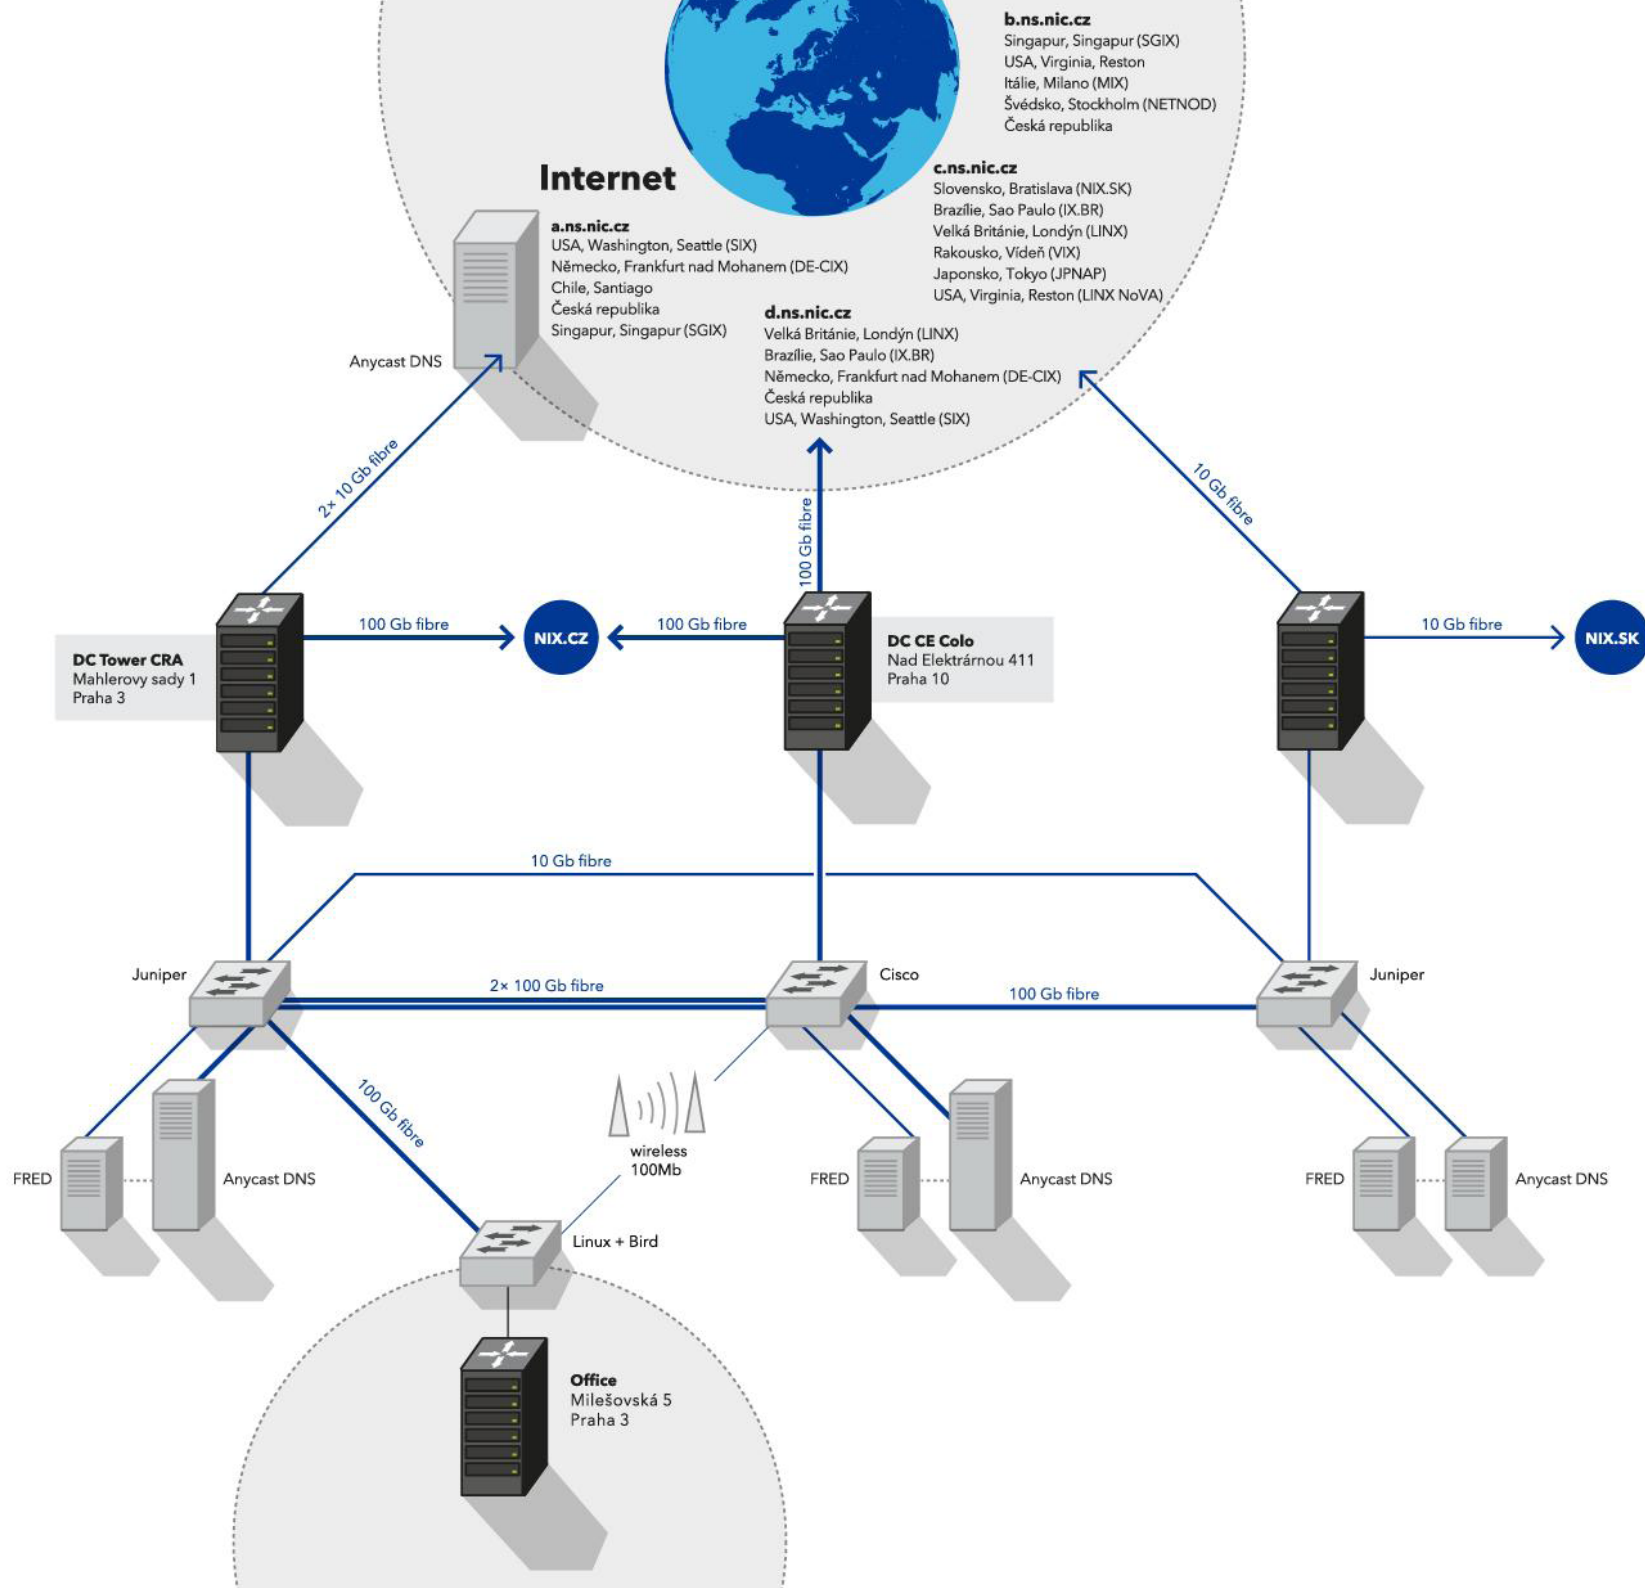 b.ns.nic.cz
Singapur, Singapur (SGIX)
USA, Virginia, Reston
Itálie, Milano (MIX)
Švédsko, Stockholm (NETNOD)
Česká republika
c.ns.nic.cz
Slovensko, Bratislava (NIX.SK)
Brazílie, Sao Paulo (IX.BR)
Velká Británie, Londýn (LINX)
Rakousko, Vídeň (VIX)
Japonsko, Tokyo (JPNAP)
USA, Virginia, Reston (LINX NoVA)
Internet
a.ns.nic.cz
USA, Washington, Seattle (SIX)
Německo, Frankfurt nad Mohanem (DE-CIX)
Chile, Santiago
Česká republika
Singapur, Singapur (SGIX)
d.ns.nic.cz
Velká Británie, Londýn (LINX)
Brazílie, Sao Paulo (IX.BR)
Německo, Frankfurt nad Mohanem (DE-CIX)
Česká republika
USA, Washington, Seattle (SIX)
Anycast DNS
2× 10 Gb fibre
100 Gb fibre
10 Gb fibre
100 Gb fibre
NIX.CZ
100 Gb fibre
10 Gb fibre
NIX.SK
DC Tower CRA
Mahlerovy sady 1
Praha 3
DC CE Colo
Nad Elektrárnou 411
Praha 10
10 Gb fibre
Juniper
2× 100 Gb fibre
Cisco
100 Gb fibre
Juniper
100 Gb fibre
wireless
100Mb
FRED
Anycast DNS
FRED
Anycast DNS
FRED
Anycast DNS
Linux + Bird
Office
Milešovská 5
Praha 3